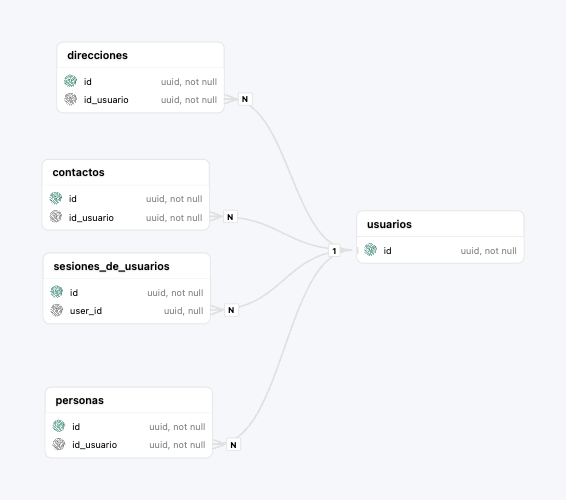 direcciones
id uuid, not null
id_usuario uuid, not null
N
contactos
id uuid, not null
id_usuario uuid, not null
N
usuarios
id uuid, not null
1
sesiones_de_usuarios
id uuid, not null
user_id uuid, null
N
personas
id uuid, not null
id_usuario uuid, not null
N